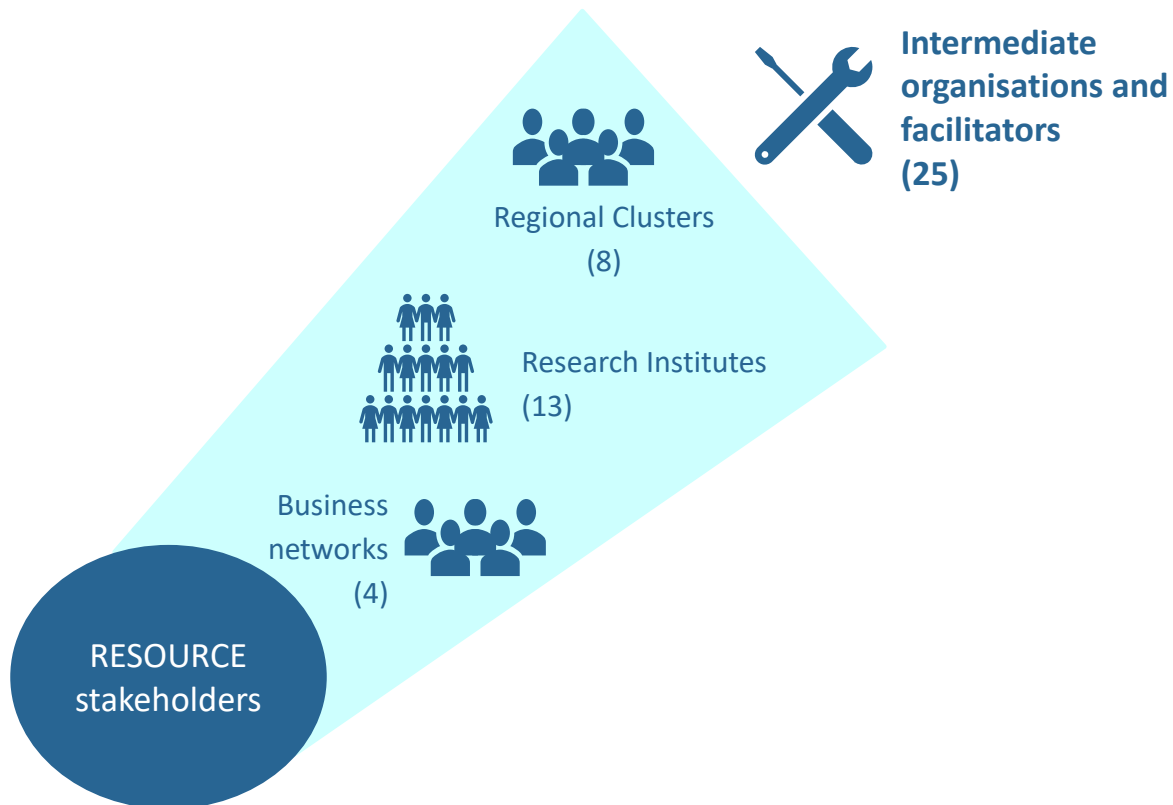 Intermediate
organisations and
facilitators
(25)
Regional Clusters
(8)
Research Institutes
(13)
Business
networks
(4)
RESOURCE
stakeholders